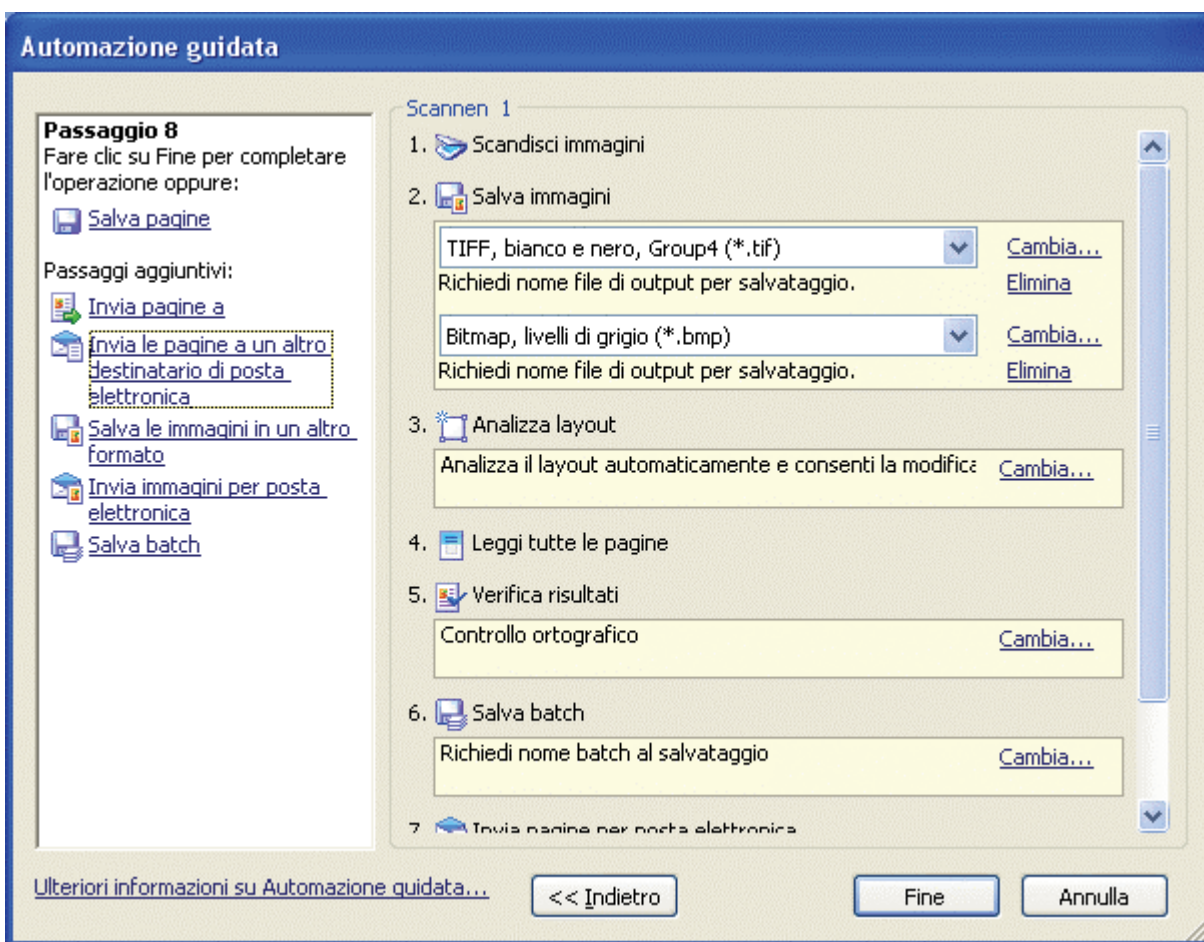 Automazione guidata
Passaggio 8
Fare clic su Fine per completare
l'operazione oppure:
Salva pagine
Passaggi aggiuntivi:
Invia pagine a
Invia le pagine a un altro
destinatario di posta
elettronica
Salva le immagini in un altro
formato
Invia immagini per posta
elettronica
Salva batch
Scannen 1
1. Scandisci immagini
2. Salva immagini
TIFF, bianco e nero, Group4 (*.tif)
Cambia...
Richiedi nome file di output per salvataggio.
Elimina
Bitmap, livelli di grigio (*.bmp)
Cambia...
Richiedi nome file di output per salvataggio.
Elimina
3. Analizza layout
Analizza il layout automaticamente e consenti la modifica
Cambia...
4. Leggi tutte le pagine
5. Verifica risultati
Controllo ortografico
Cambia...
6. Salva batch
Richiedi nome batch al salvataggio
Cambia...
7. Invia pagine per posta elettronica
Ulteriori informazioni su Automazione guidata...
<< Indietro
Fine
Annulla